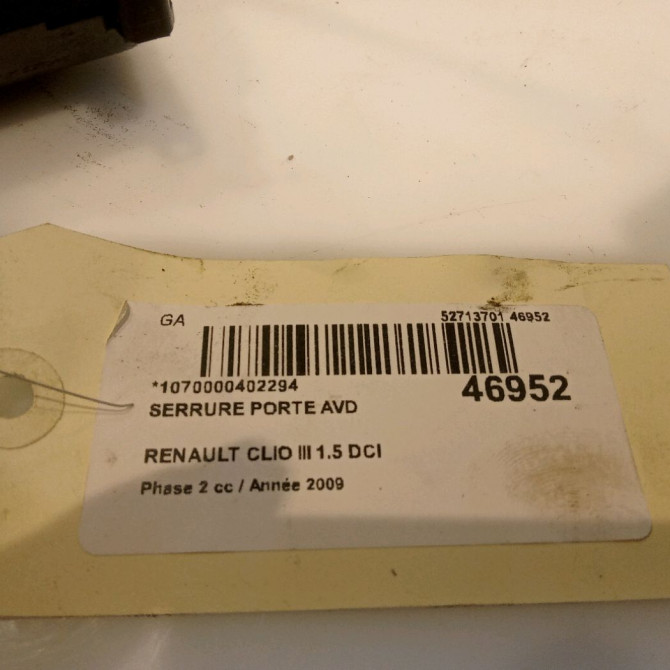 GA 52713701 46952
*1070000402294 46952
SERRURE PORTE AVD
RENAULT CLIO III 1.5 DCI
Phase 2 cc / Année 2009